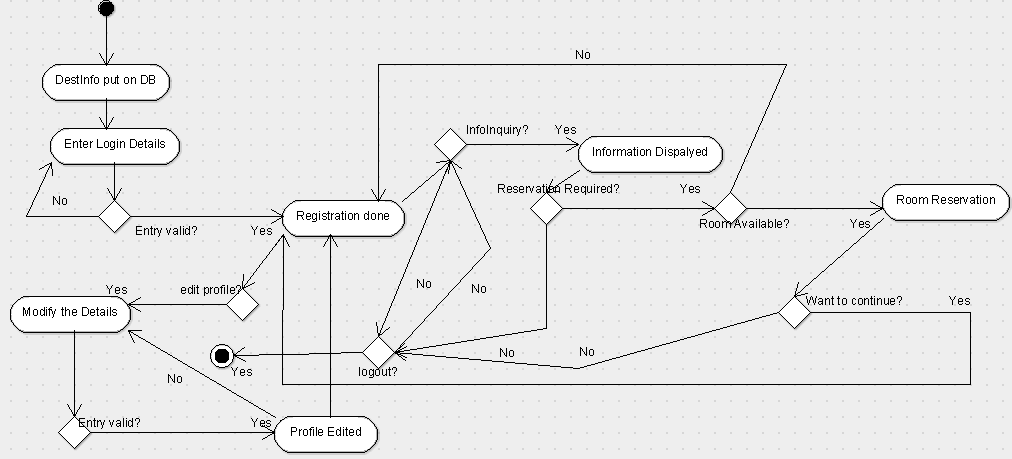 No
DestInfo put on DB
InfoInquiry?
Yes
Enter Login Details
Information Dispalyed
Reservation Required?
Yes
No
Room Reservation
Registration done
Room Available?
Yes
Entry valid?
Yes
No
No
edit profile?
Yes
Want to continue?
Yes
Modify the Details
No
No
logout?
Yes
No
Entry valid?
Yes
Profile Edited